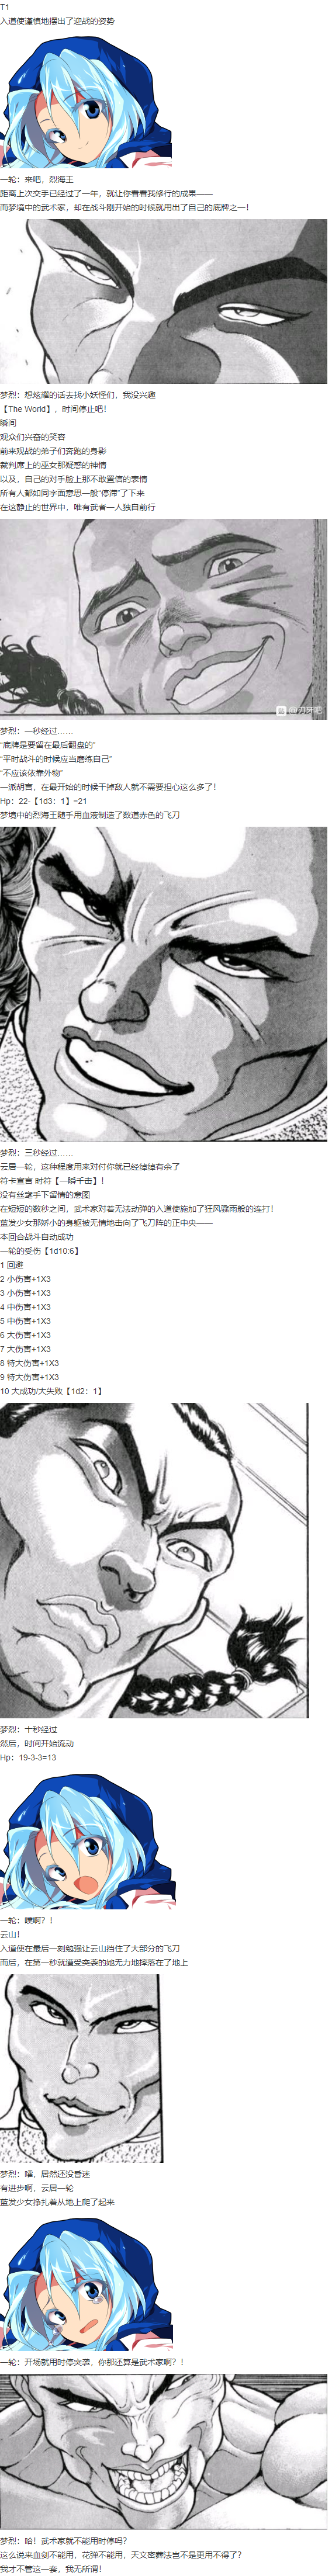 T1
入道使谨慎地摆出了迎战的姿势
一轮：来吧，烈海王
距离上次交手已经过了一年，就让你看看我修行的成果——
而梦境中的武术家，却在战斗刚开始的时候就用出了自己的底牌之一！
梦烈：想炫耀的话去找小妖怪们，我没兴趣
【The World】，时间停止吧！
瞬间
观众们兴奋的笑容
前来观战的弟子们奔跑的身影
裁判席上的巫女那疑惑的神情
以及，自己的对手脸上那不敢置信的表情
所有人都如同字面意思一般“停滞”了下来
在这静止的世界中，唯有武者一人独自前行
梦烈：一秒经过……
“底牌是要留在最后翻盘的”
“平时战斗的时候应当磨练自己”
“不应该依靠外物”
一派胡言，在最开始的时候干掉敌人就不需要担心这么多了！
Hp：22-【1d3：1】=21
梦境中的烈海王随手用血液制造了数道赤色的飞刀
梦烈：三秒经过……
云居一轮，这种程度用来对付你就已经绰绰有余了
符卡宣言 时符【一瞬千击】！
没有丝毫手下留情的意图
在短短的数秒之间，武术家对着无法动弹的入道使施加了狂风骤雨般的连打！
蓝发少女那娇小的身躯被无情地击向了飞刀阵的正中央——
本回合战斗自动成功
一轮的受伤【1d10:6】
1 回避
2 小伤害+1X3
3 小伤害+1X3
4 中伤害+1X3
5 中伤害+1X3
6 大伤害+1X3
7 大伤害+1X3
8 特大伤害+1X3
9 特大伤害+1X3
10 大成功/大失败【1d2：1】
梦烈：十秒经过
然后，时间开始流动
Hp：19-3-3=13
一轮：噗啊？！
云山！
入道使在最后一刻勉强让云山挡住了大部分的飞刀
而后，在第一秒就遭受突袭的她无力地摔落在了地上
梦烈：嚯，居然还没昏迷
有进步啊，云居一轮
蓝发少女挣扎着从地上爬了起来
一轮：开场就用时停突袭，你那还算是武术家啊？！
梦烈：哈！武术家就不能用时停吗？
这么说来血剑不能用，花弹不能用，天文密葬法岂不是更用不得了？
我才不管这一套，我无所谓！